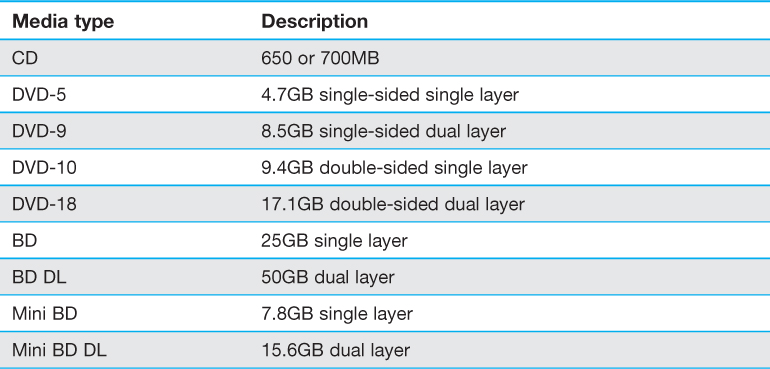 Media type Description
CD 650 or 700MB
DVD-5 4.7GB single-sided single layer
DVD-9 8.5GB single-sided dual layer
DVD-10 9.4GB double-sided single layer
DVD-18 17.1GB double-sided dual layer
BD 25GB single layer
BD DL 50GB dual layer
Mini BD 7.8GB single layer
Mini BD DL 15.6GB dual layer